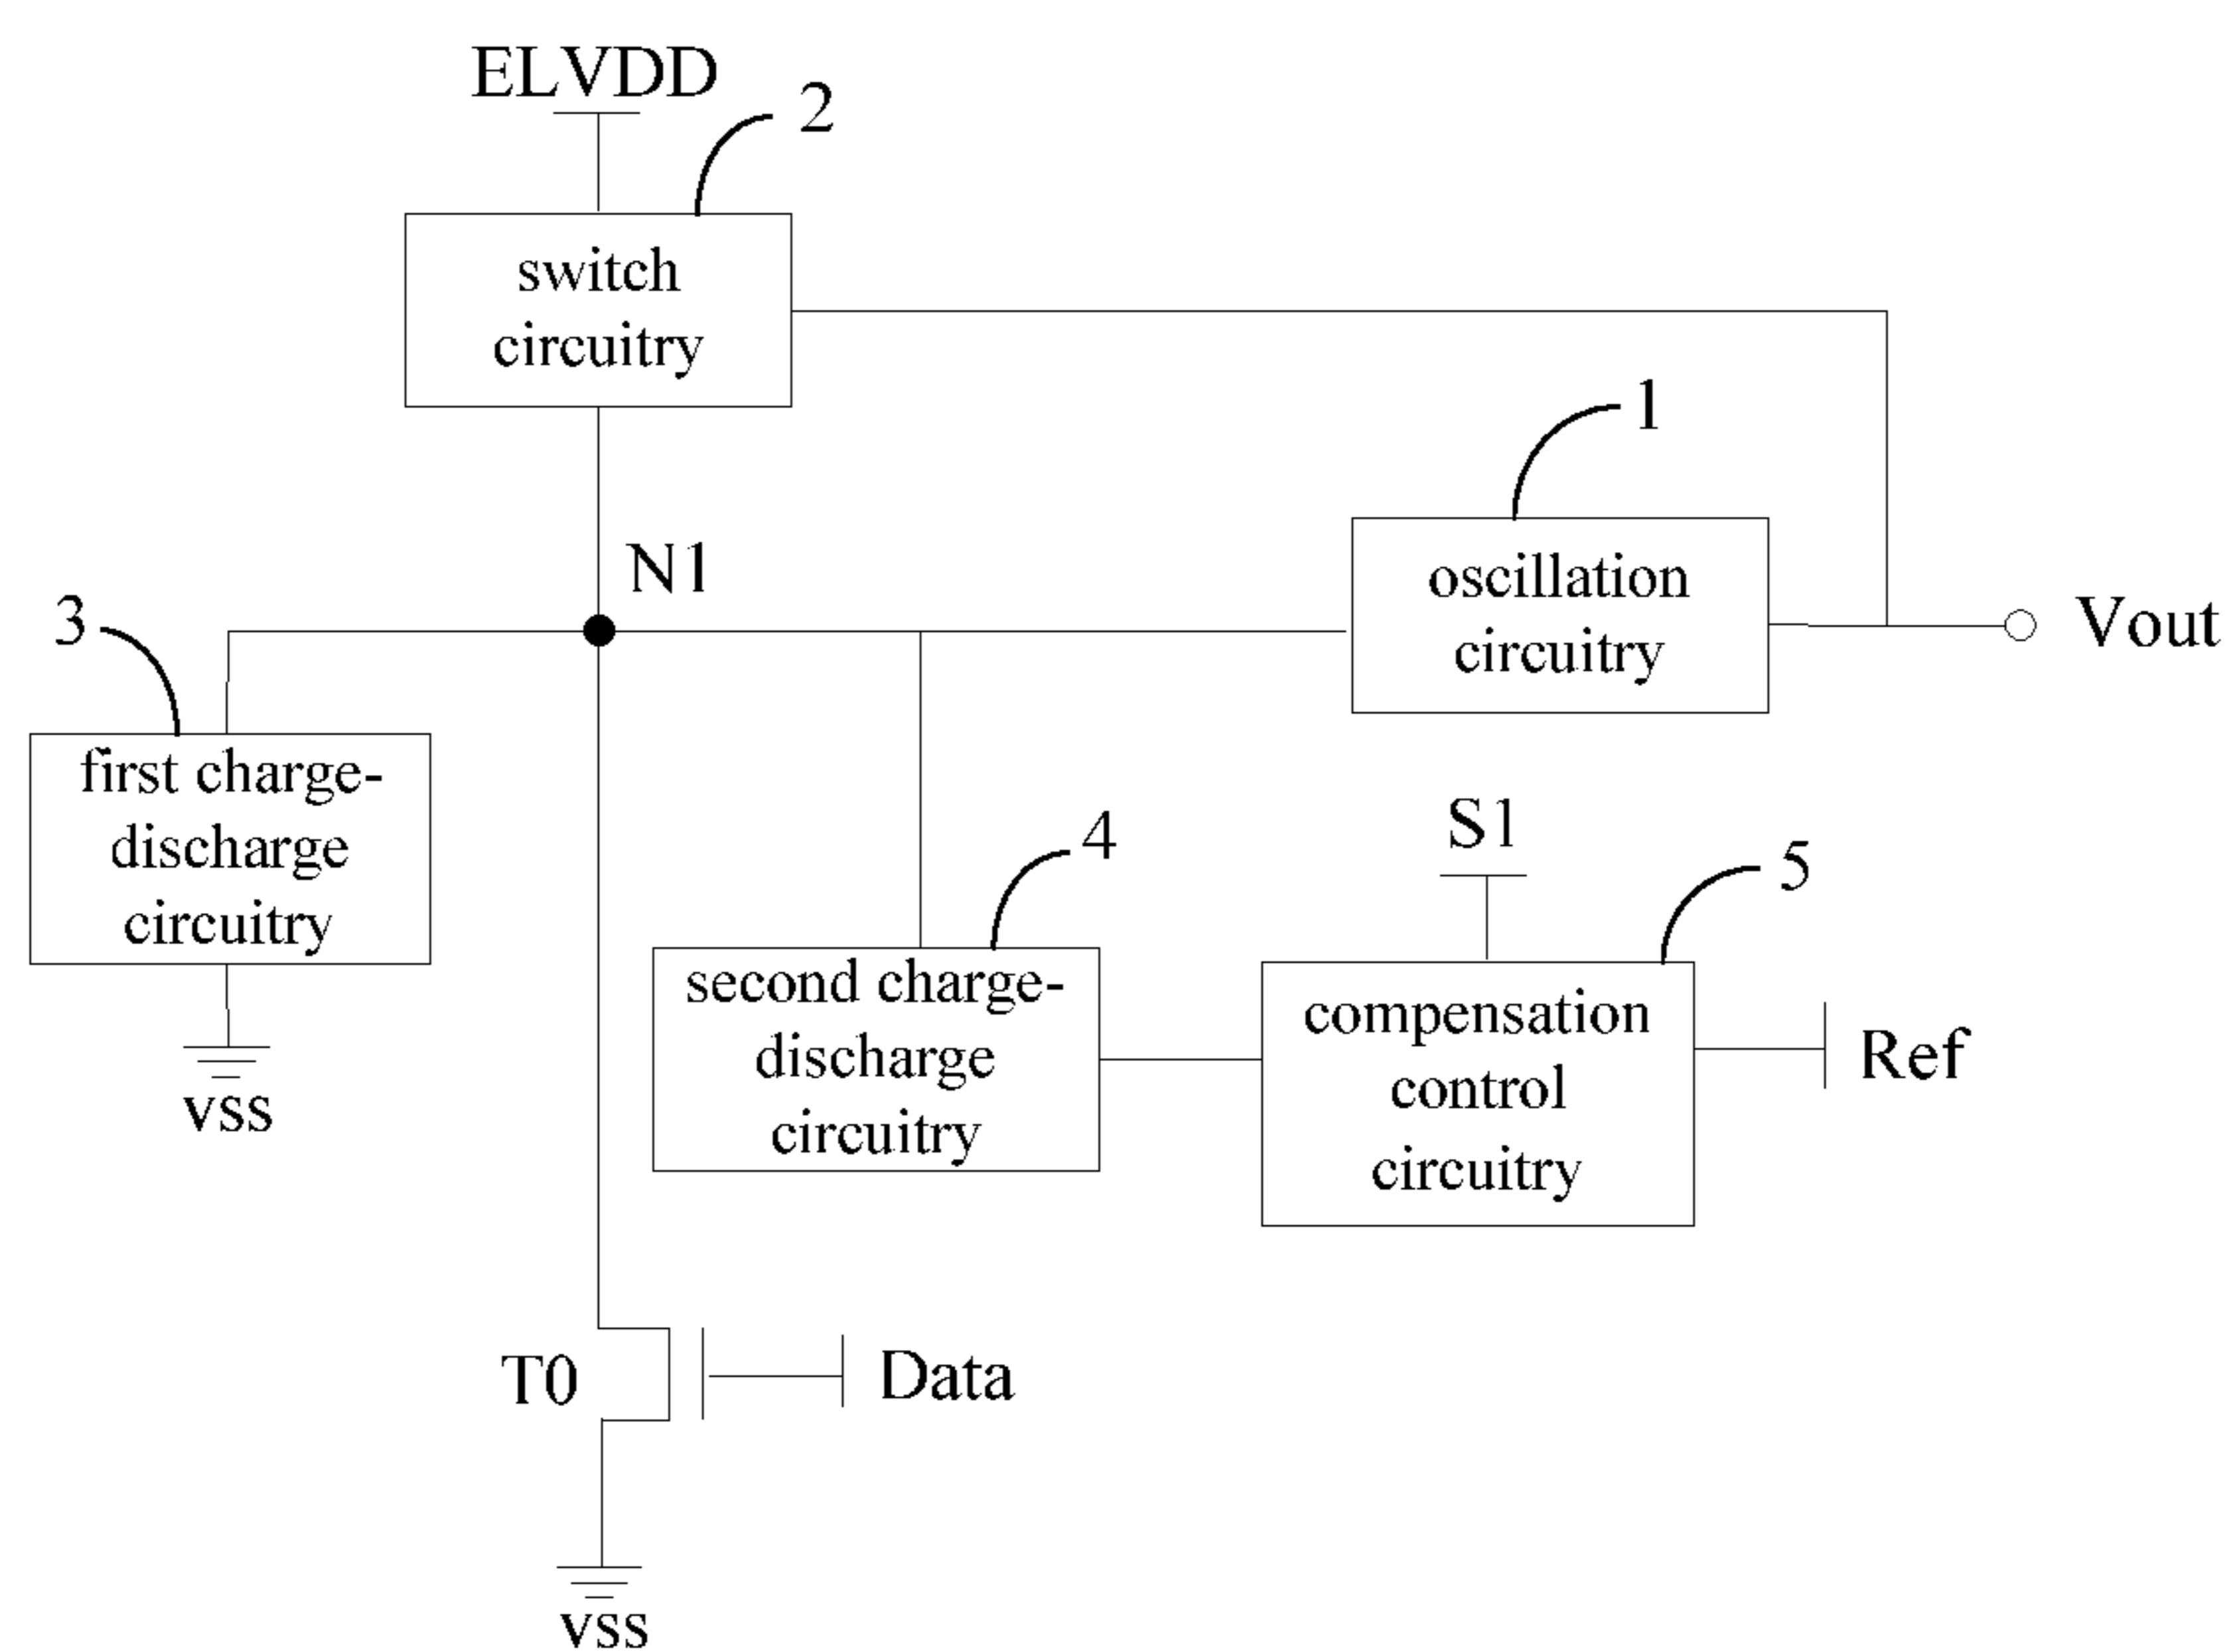 ELVDD
2
switch
circuitry
1
N1
oscillation
circuitry
Vout
3
first charge-
discharge
circuitry
vss
4
second charge-
discharge
circuitry
S1
5
compensation
control
circuitry
Ref
T0
Data
vss